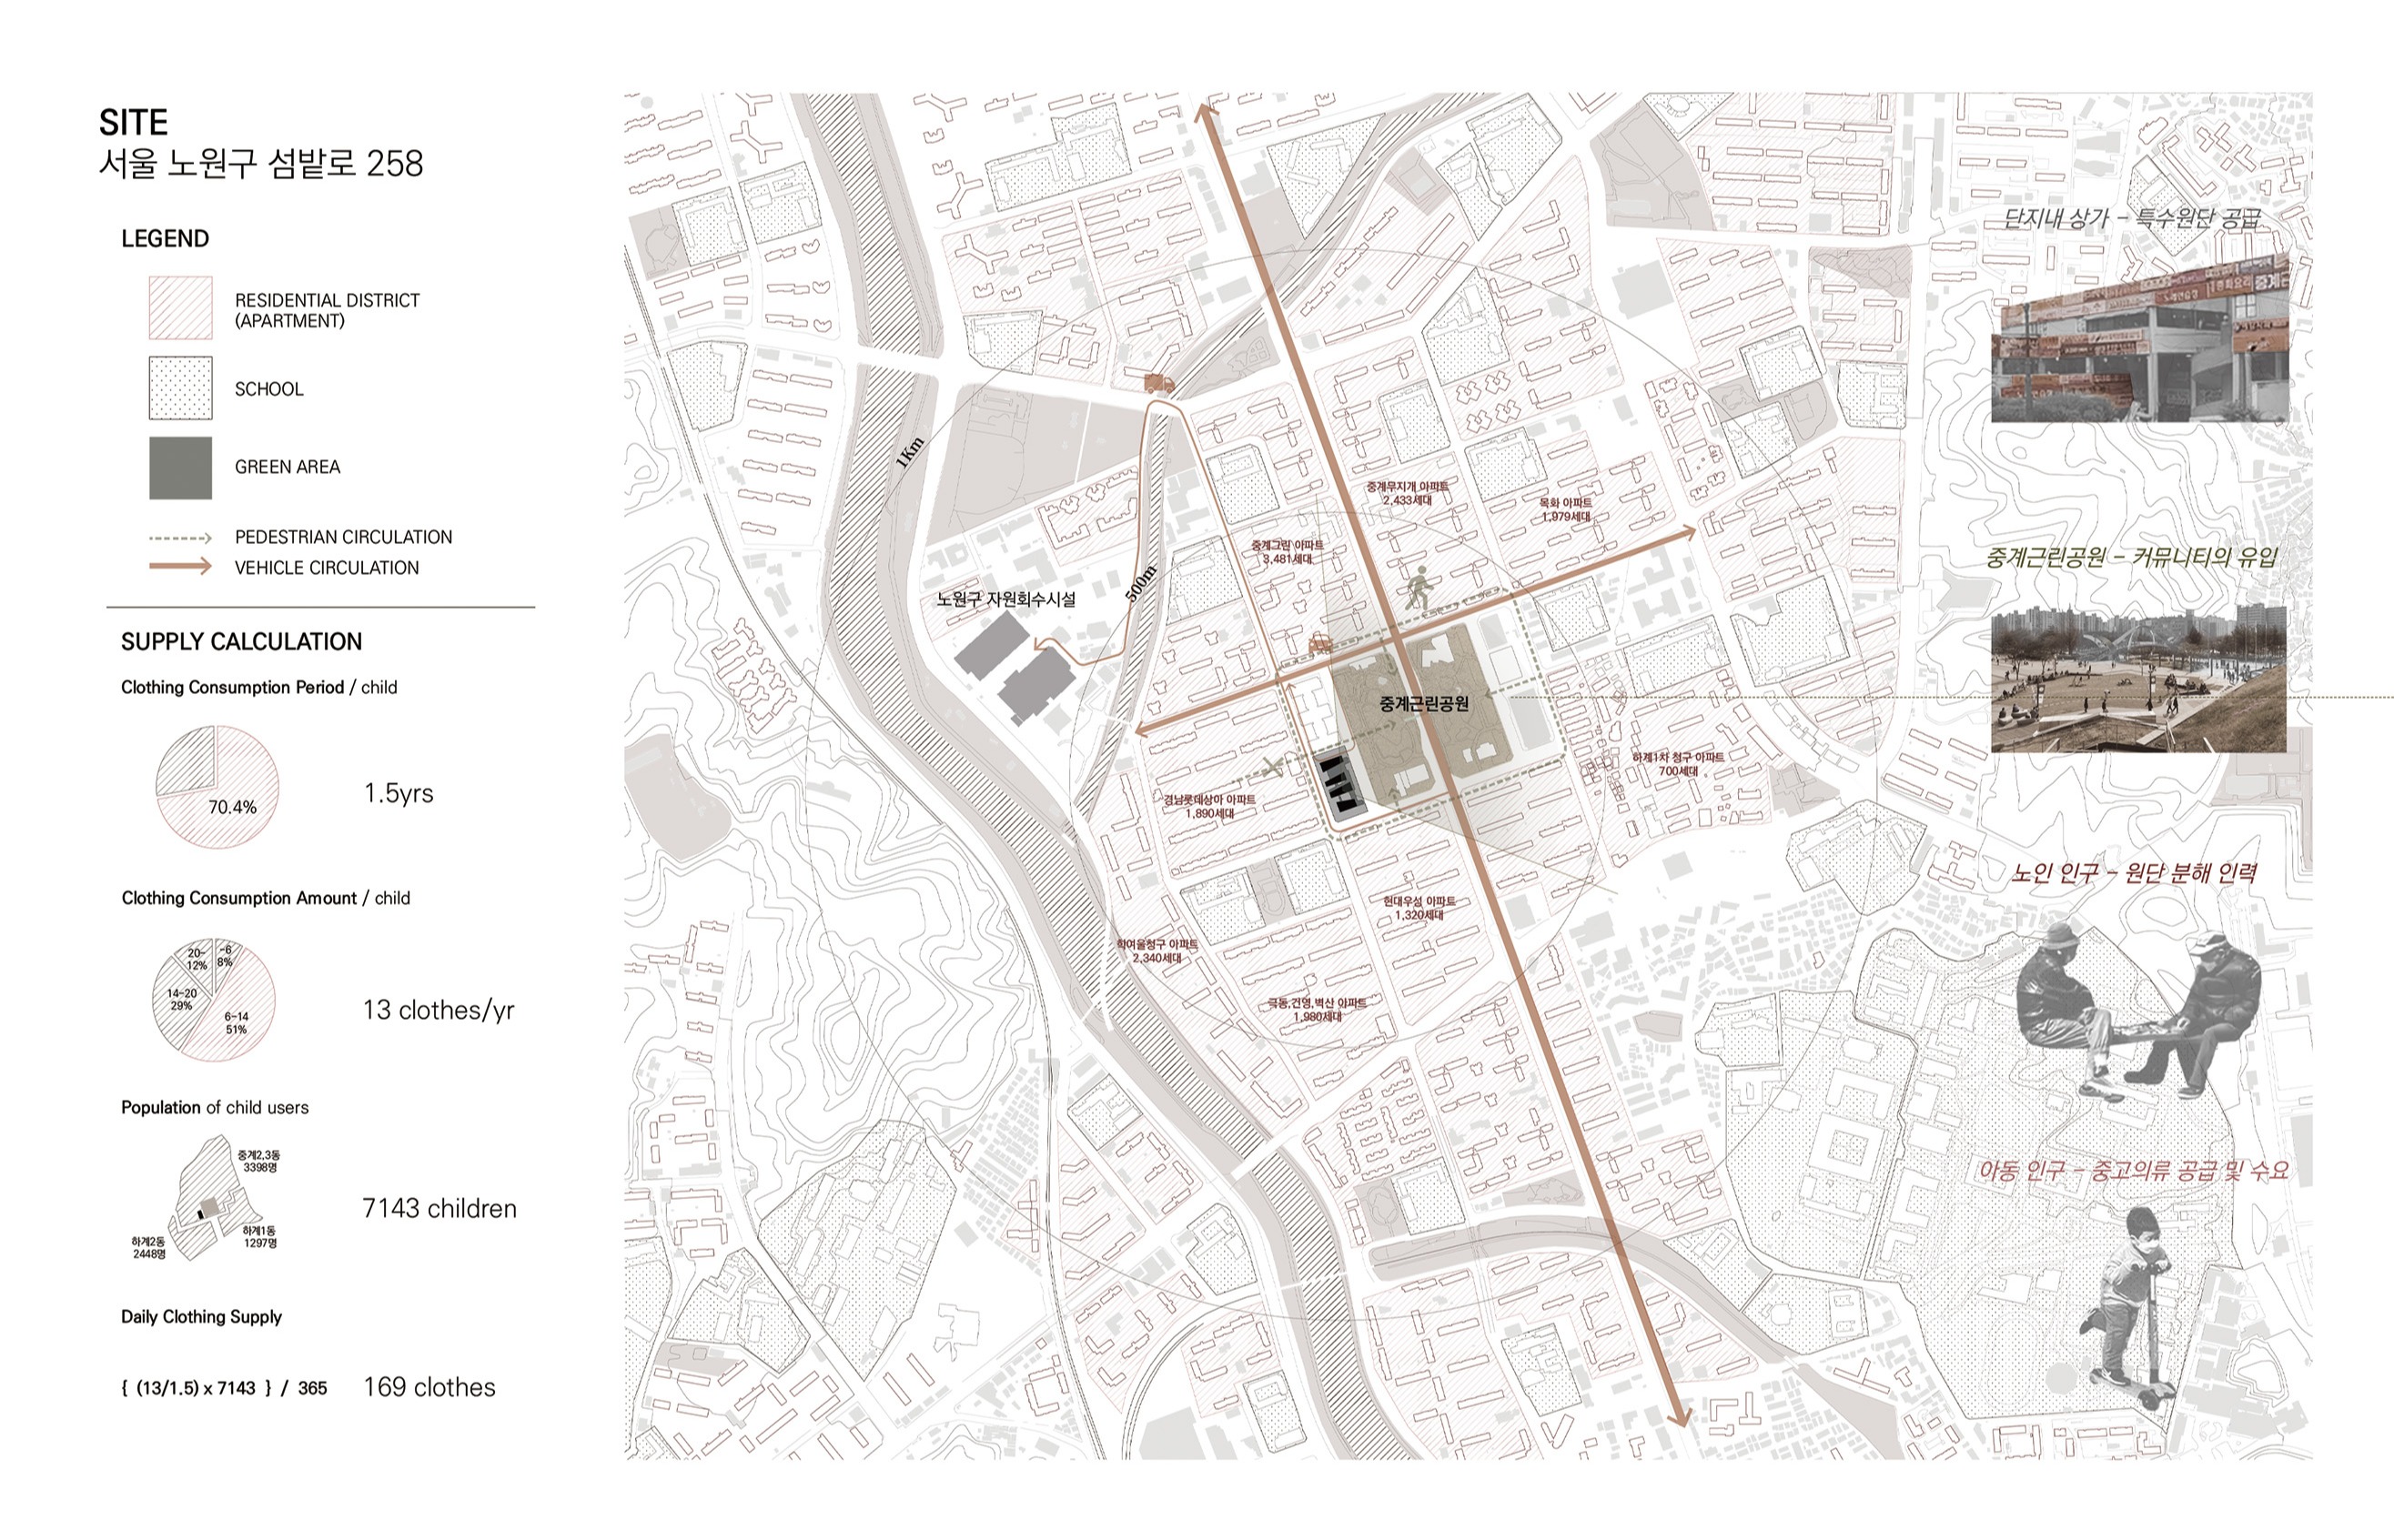 SITE
서울 노원구 섬밭로 258
LEGEND
RESIDENTIAL DISTRICT
(APARTMENT)
SCHOOL
GREEN AREA
PEDESTRIAN CIRCULATION
VEHICLE CIRCULATION
SUPPLY CALCULATION
Clothing Consumption Period / child
70.4%
1.5yrs
Clothing Consumption Amount / child
20-
12%
-6
8%
14-20
29%
6-14
51%
13 clothes/yr
Population of child users
중계2,3동
3398명
하계1동
1297명
하계2동
2448명
7143 children
Daily Clothing Supply
{ (13/1.5) x 7143 } / 365
169 clothes
1Km
500m
노원구 자원회수시설
중계무지개 아파트
2,433세대
목화 아파트
1,979세대
중계그린 아파트
3,481세대
중계근린공원
하계1차 청구 아파트
700세대
경남롯데상아 아파트
1,890세대
현대우성 아파트
1,320세대
학여울청구 아파트
2,340세대
극동,건영,벽산 아파트
1,980세대
단지내 상가 - 특수원단 공급
중계근린공원 - 커뮤니티의 유입
노인 인구 - 원단 분해 인력
아동 인구 - 중고의류 공급 및 수요